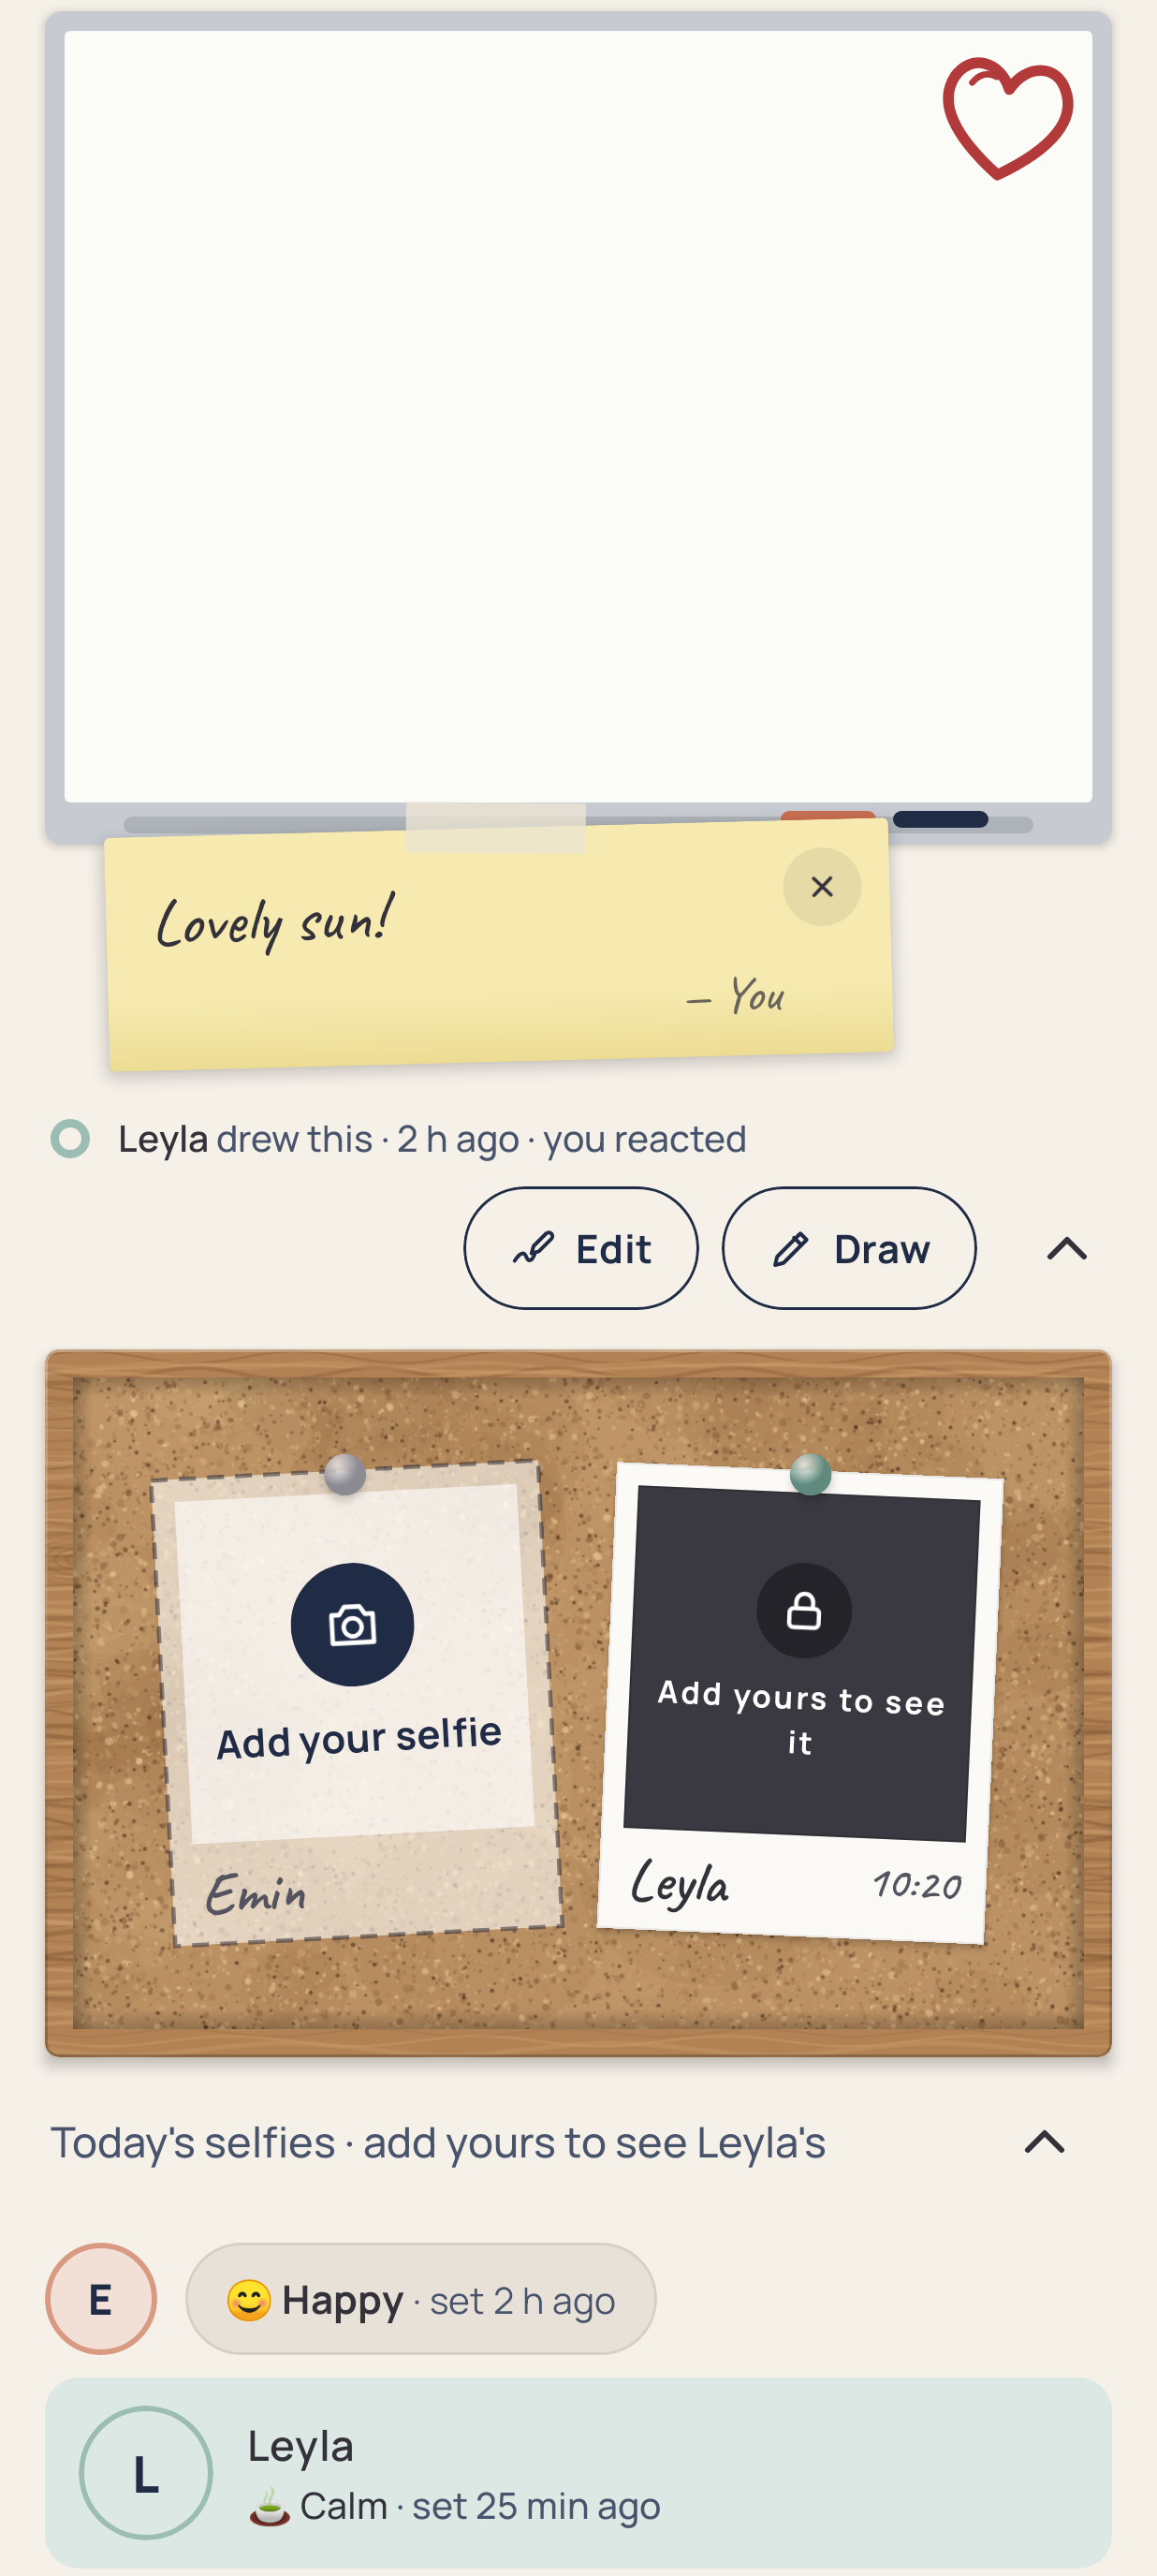 Lovely sun!
– You
Leyla drew this · 2 h ago · you reacted
Edit
Draw
Add your selfie
Emin
Add yours to see
it
Leyla
10:20
Today's selfies · add yours to see Leyla's
E
😊 Happy · set 2 h ago
L
Leyla
🍵 Calm · set 25 min ago